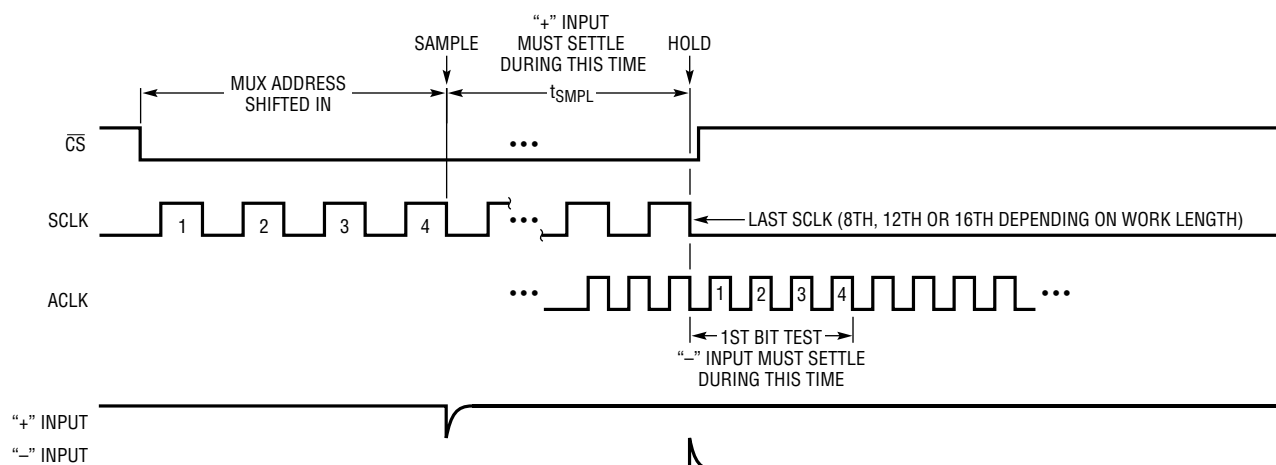 “+” INPUT
MUST SETTLE
DURING THIS TIME
SAMPLE
HOLD
MUX ADDRESS
SHIFTED IN
tSMPL
CS
•••
SCLK
1
2
3
4
•••
LAST SCLK (8TH, 12TH OR 16TH DEPENDING ON WORK LENGTH)
ACLK
•••
1
2
3
4
•••
1ST BIT TEST
“–” INPUT MUST SETTLE
DURING THIS TIME
“+” INPUT
“–” INPUT